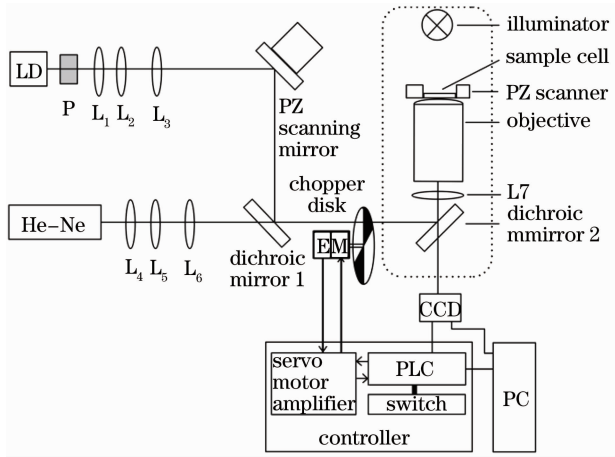 illuminator
LD
sample cell
P
L1
L2
L3
PZ scanner
PZ
scanning
mirror
objective
chopper
disk
L7
He-Ne
dichroic
mmirror 2
L4
L5
L6
dichroic
mirror 1
E M
CCD
servo
motor
amplifier
PLC
switch
PC
controller